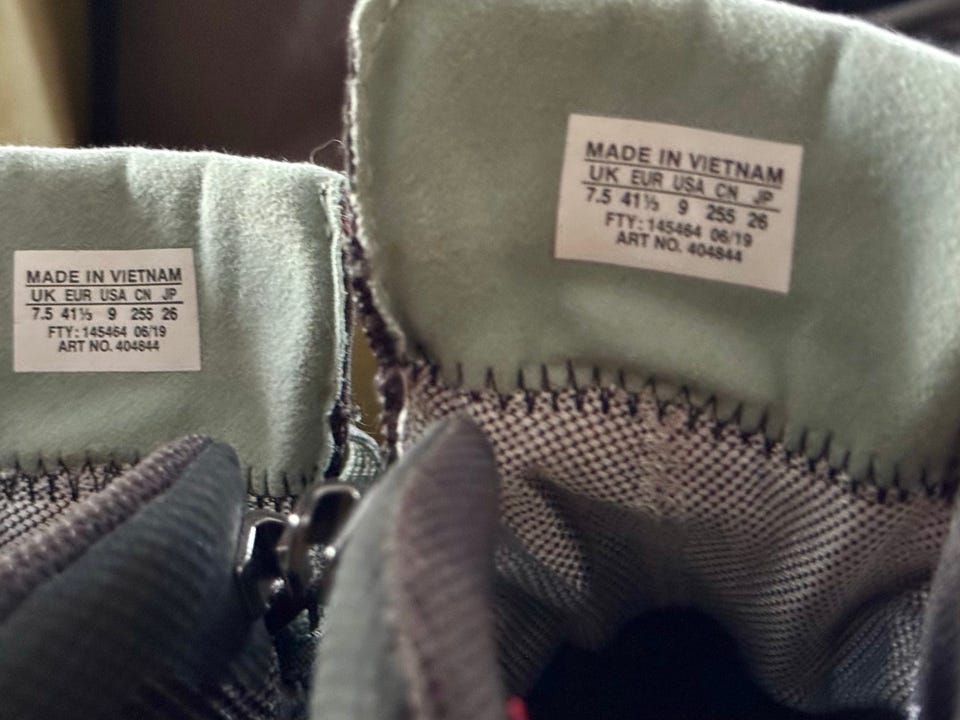 MADE IN VIETNAM
UK EUR USA CN JP
7.5 41⅓ 9 255 26
FTY: 145464 06/19
ART NO. 404844
MADE IN VIETNAM
UK EUR USA CN JP
7.5 41⅓ 9 255 26
FTY: 145464 06/19
ART NO. 404844